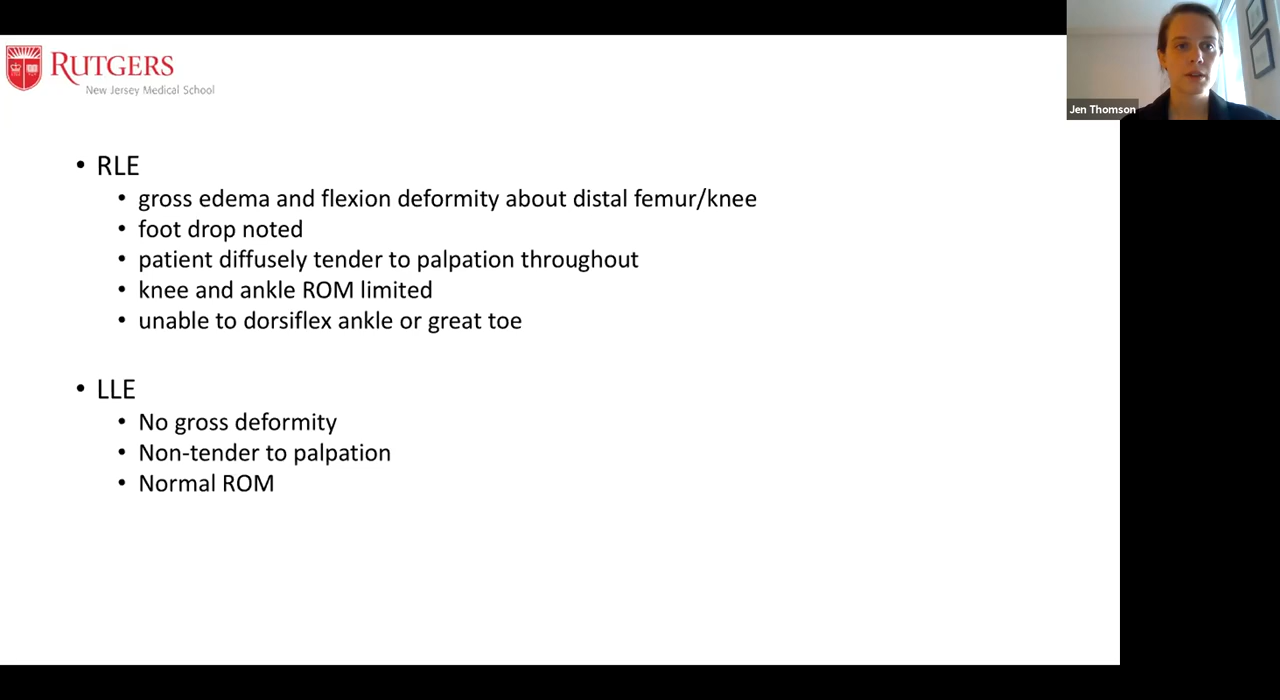 RUTGERS
New Jersey Medical School
Jen Thomson
• RLE
• gross edema and flexion deformity about distal femur/knee
• foot drop noted
• patient diffusely tender to palpation throughout
• knee and ankle ROM limited
• unable to dorsiflex ankle or great toe
• LLE
• No gross deformity
• Non-tender to palpation
• Normal ROM